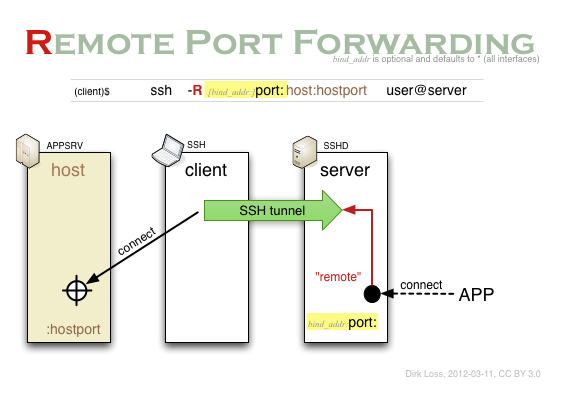 Remote Port Forwarding
bind_addr is optional and defaults to * (all interfaces)
(client)$ ssh -R [bind_addr:]port:host:hostport user@server
APPSRV
SSH
SSHD
host
client
server
SSH tunnel
connect
"remote"
connect
APP
:hostport
bind_addr:port:
Dirk Loss, 2012-03-11, CC BY 3.0